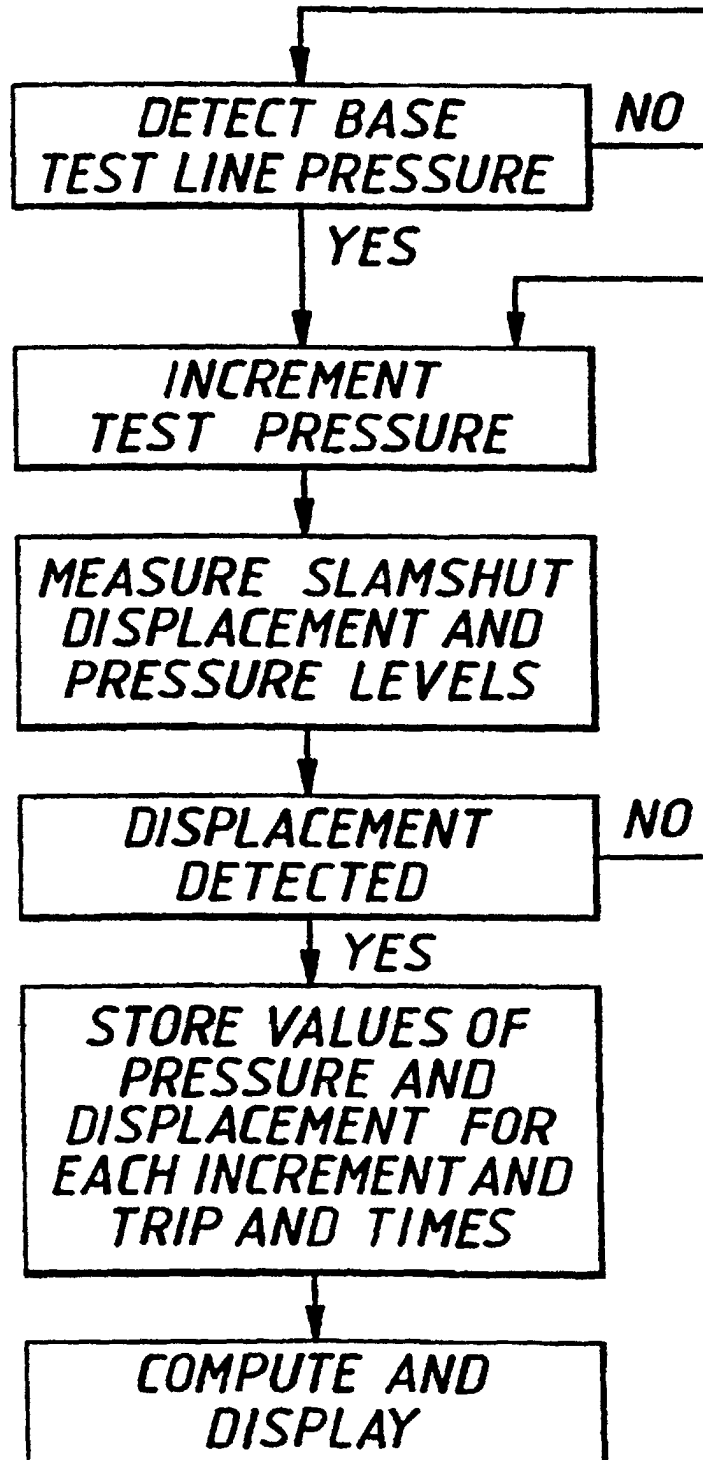 DETECT BASE
TEST LINE PRESSURE
NO
YES
INCREMENT
TEST PRESSURE
MEASURE SLAMSHUT
DISPLACEMENT AND
PRESSURE LEVELS
DISPLACEMENT
DETECTED
NO
YES
STORE VALUES OF
PRESSURE AND
DISPLACEMENT FOR
EACH INCREMENT AND
TRIP AND TIMES
COMPUTE AND
DISPLAY